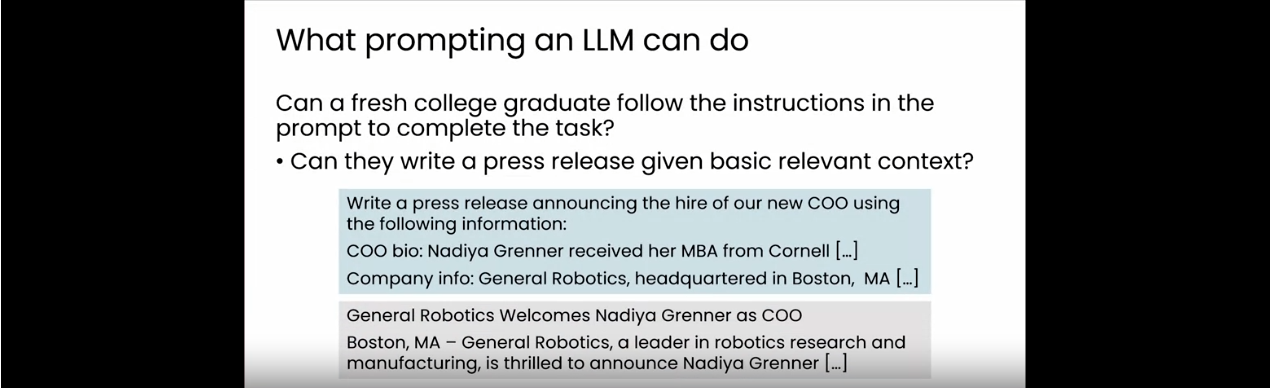 What prompting an LLM can do
Can a fresh college graduate follow the instructions in the
prompt to complete the task?
• Can they write a press release given basic relevant context?
Write a press release announcing the hire of our new COO using
the following information:
COO bio: Nadiya Grenner received her MBA from Cornell [...]
Company info: General Robotics, headquartered in Boston, MA [...]
General Robotics Welcomes Nadiya Grenner as COO
Boston, MA – General Robotics, a leader in robotics research and
manufacturing, is thrilled to announce Nadiya Grenner [...]